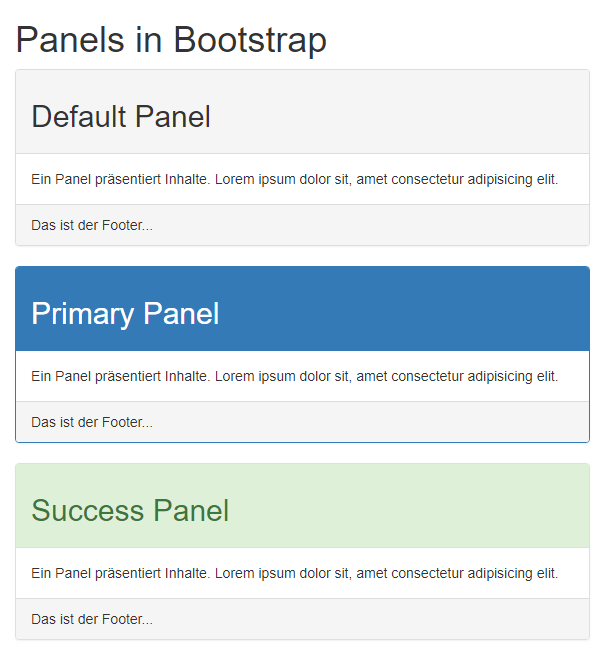 Panels in Bootstrap
Default Panel
Ein Panel präsentiert Inhalte. Lorem ipsum dolor sit, amet consectetur adipisicing elit.
Das ist der Footer...
Primary Panel
Ein Panel präsentiert Inhalte. Lorem ipsum dolor sit, amet consectetur adipisicing elit.
Das ist der Footer...
Success Panel
Ein Panel präsentiert Inhalte. Lorem ipsum dolor sit, amet consectetur adipisicing elit.
Das ist der Footer...